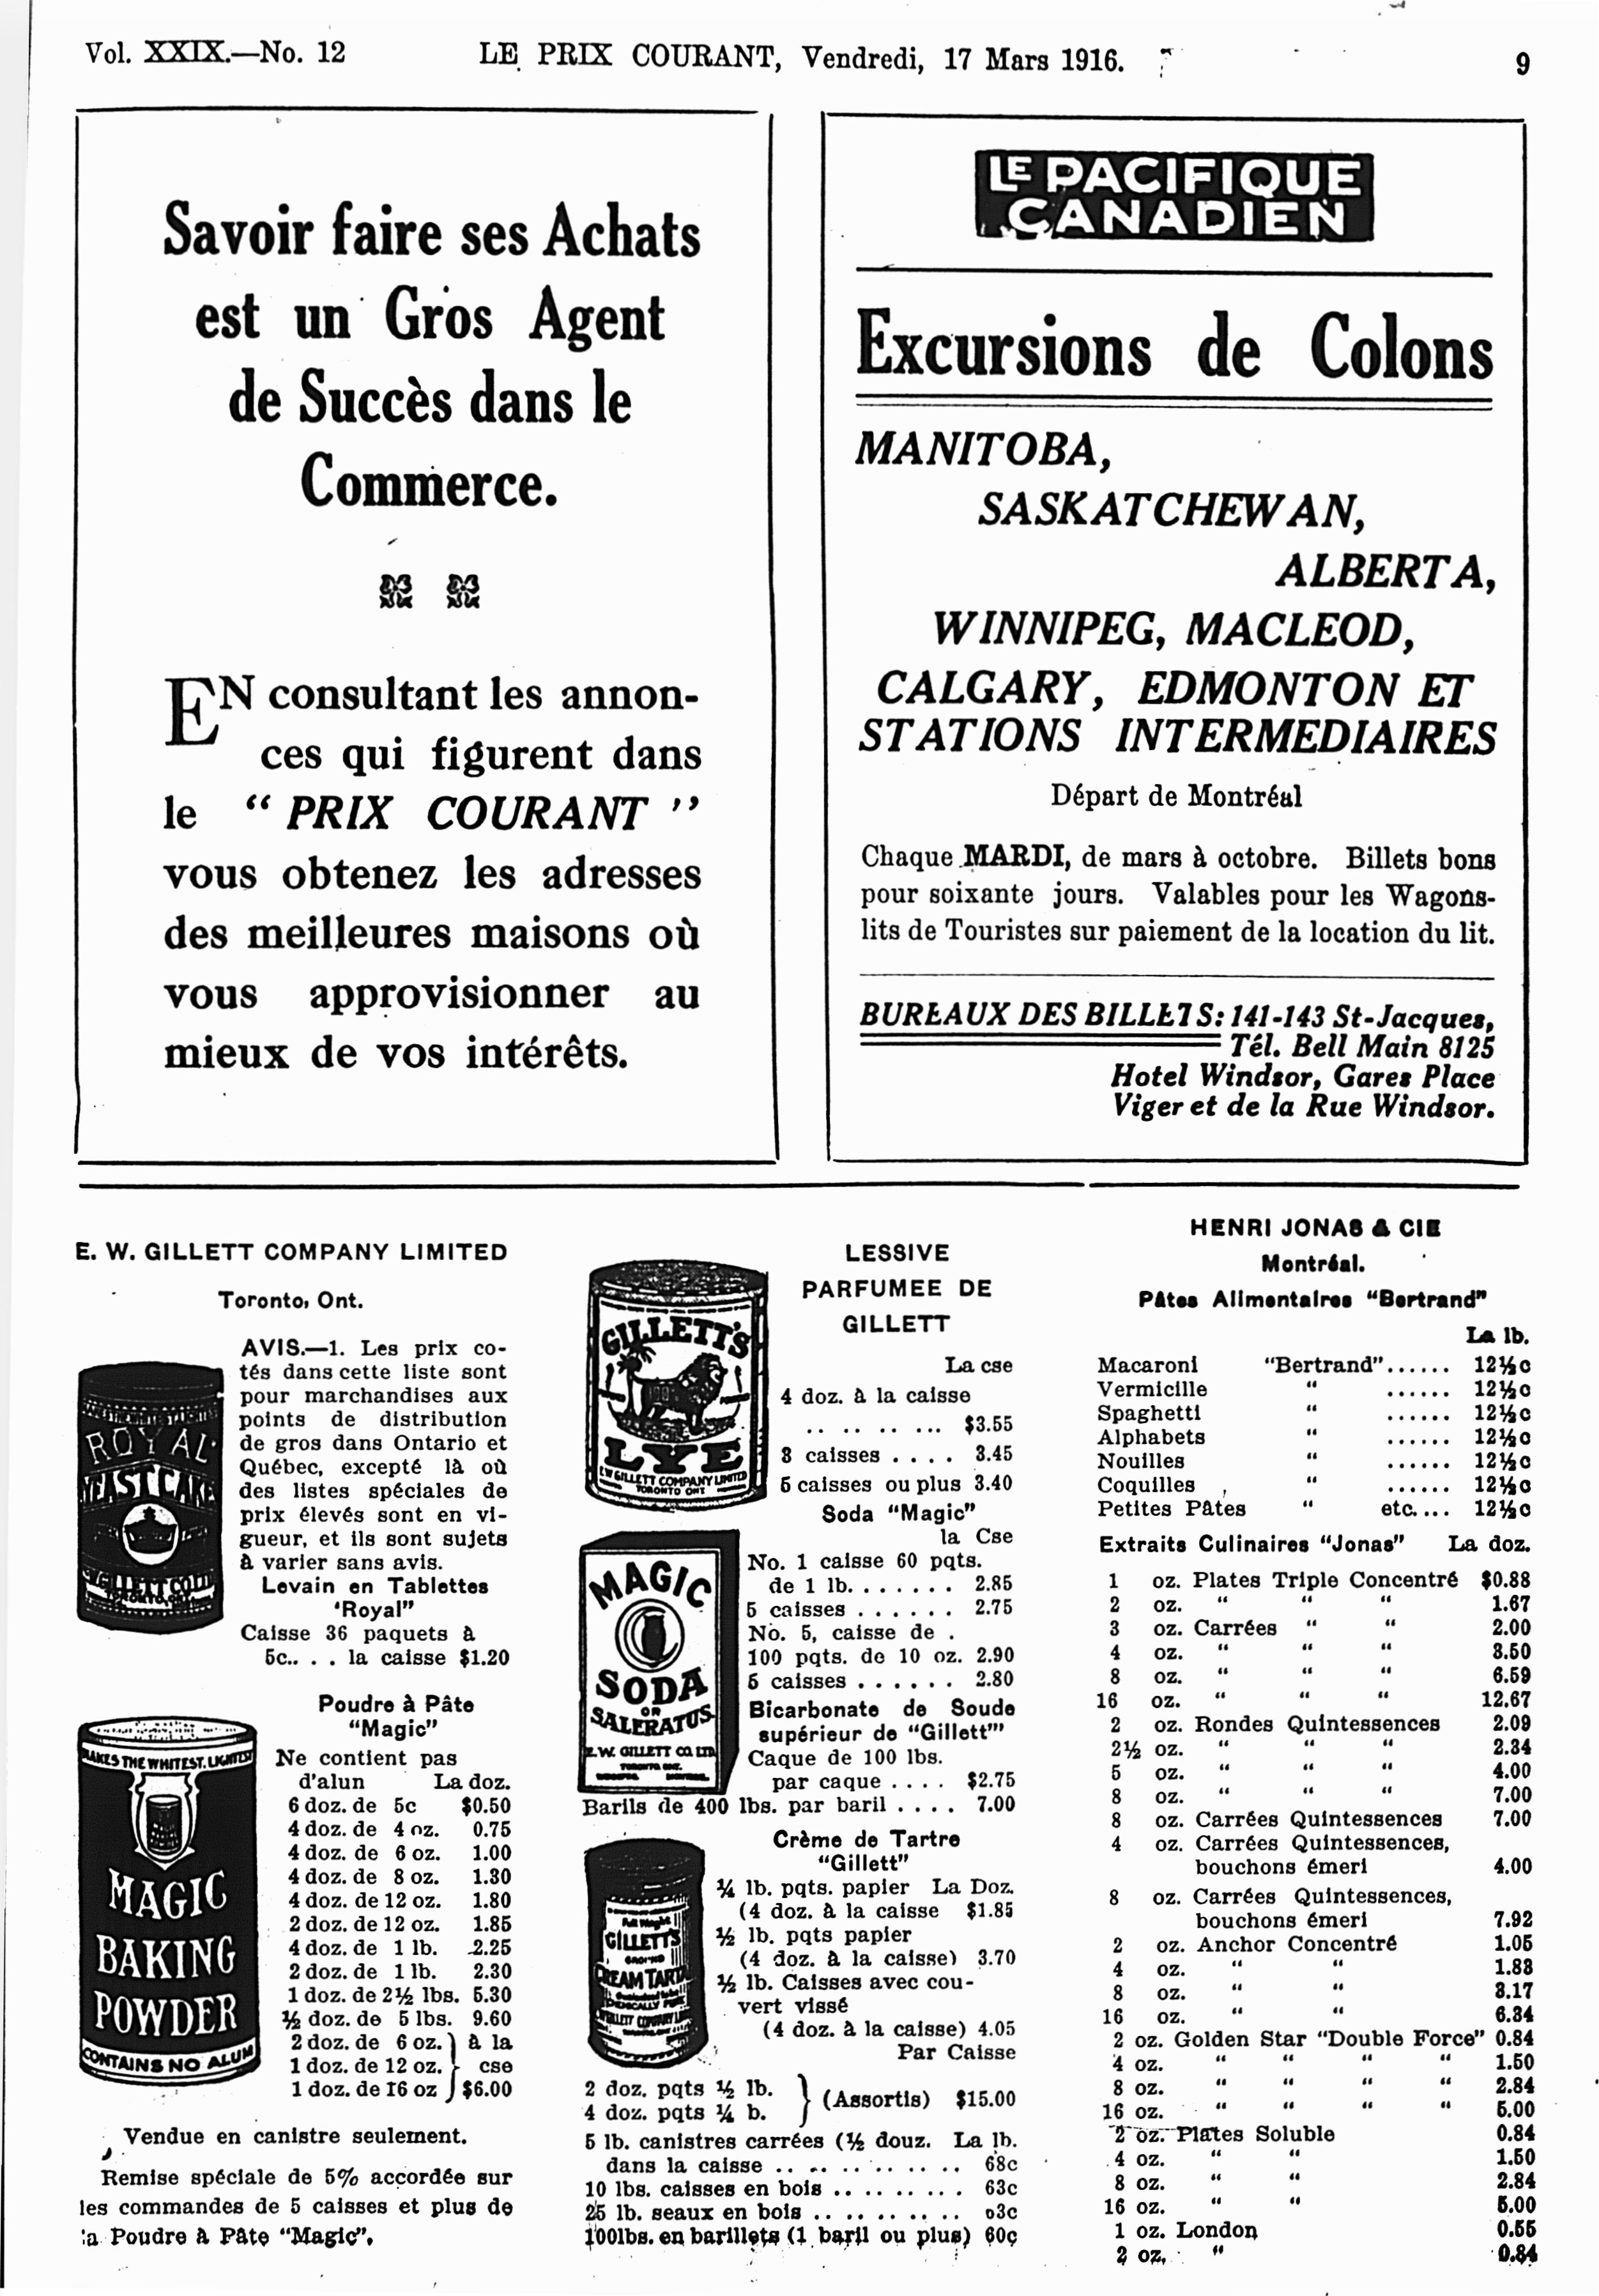 Vol. XXIX.—No. 12 LE PRIX COURANT, Vendredi, 17 Mars 1916. 9
Savoir faire ses Achats
est un Gros Agent
de Succès dans le
Commerce.
EN consultant les annon-
ces qui figurent dans
le "PRIX COURANT"
vous obtenez les adresses
des meilleures maisons où
vous approvisionner au
mieux de vos intérêts.
LE PACIFIQUE
CANADIEN
Excursions de Colons
MANITOBA,
SASKATCHEWAN,
ALBERTA,
WINNIPEG, MACLEOD,
CALGARY, EDMONTON ET
STATIONS INTERMEDIAIRES
Départ de Montréal
Chaque MARDI, de mars à octobre. Billets bons
pour soixante jours. Valables pour les Wagons-
lits de Touristes sur paiement de la location du lit.
BUREAUX DES BILLETS: 141-143 St-Jacques,
Tél. Bell Main 8125
Hotel Windsor, Gares Place
Viger et de la Rue Windsor.
E. W. GILLETT COMPANY LIMITED
Toronto, Ont.
ROYAL
YEAST CAKE
AVIS.—1. Les prix co-
tés dans cette liste sont
pour marchandises aux
points de distribution
de gros dans Ontario et
Québec, excepté là où
des listes spéciales de
prix élevés sont en vi-
gueur, et ils sont sujets
à varier sans avis.
Levain en Tablettes
'Royal"
Caisse 36 paquets à
5c.. . . la caisse $1.20
Poudre à Pâte
"Magic"
MAKES THE WHITEST. LIGHTEST
MAGIC
BAKING
POWDER
CONTAINS NO ALUM
Ne contient pas
d'alun La doz.
6 doz. de 5c $0.50
4 doz. de 4 oz. 0.75
4 doz. de 6 oz. 1.00
4 doz. de 8 oz. 1.30
4 doz. de 12 oz. 1.80
2 doz. de 12 oz. 1.85
4 doz. de 1 lb. 2.25
2 doz. de 1 lb. 2.30
1 doz. de 2½ lbs. 5.30
½ doz. de 5 lbs. 9.60
2 doz. de 6 oz. } à la
1 doz. de 12 oz. } cse
1 doz. de 16 oz } $6.00
Vendue en canistre seulement.
Remise spéciale de 5% accordée sur
les commandes de 5 caisses et plus de
la Poudre à Pâte "Magic".
GILLETT'S
LYE
E.W. GILLETT COMPANY LIMITED
TORONTO ONT
LESSIVE
PARFUMEE DE
GILLETT
La cse
4 doz. à la caisse
.. .. .. .. ... $3.55
3 caisses .... 3.45
5 caisses ou plus 3.40
Soda "Magic"
la Cse
MAGIC
SODA
OR
SALERATUS
E.W. GILLETT CO. LTD
No. 1 caisse 60 pqts.
de 1 lb. ....... 2.85
5 caisses ...... 2.75
No. 5, caisse de .
100 pqts. de 10 oz. 2.90
5 caisses ...... 2.80
Bicarbonate de Soude
supérieur de "Gillett"'
Caque de 100 lbs.
par caque .... $2.75
Barils de 400 lbs. par baril .... 7.00
Crème de Tartre
"Gillett"
GILLETT'S
CREAM TARTAR
¼ lb. pqts. papier La Doz.
(4 doz. à la caisse $1.85
½ lb. pqts papier
(4 doz. à la caisse) 3.70
½ lb. Caisses avec cou-
vert vissé
(4 doz. à la caisse) 4.05
Par Caisse
2 doz. pqts ½ lb. } (Assortis) $15.00
4 doz. pqts ¼ b. }
5 lb. canistres carrées (½ douz. La lb.
dans la caisse .. .. .. .. .. .. .. 68c
10 lbs. caisses en bois .. .. .. .. .. 63c
25 lb. seaux en bois .. .. .. .. .. .. 63c
100lbs. en barillets (1 baril ou plus) 60c
HENRI JONAS & CIE
Montréal.
Pâtes Alimentaires "Bertrand"
La lb.
Macaroni "Bertrand"...... 12½c
Vermicille " ...... 12½c
Spaghetti " ...... 12½c
Alphabets " ...... 12½c
Nouilles " ...... 12½c
Coquilles " ...... 12½c
Petites Pâtes " etc.... 12½c
Extraits Culinaires "Jonas" La doz.
1 oz. Plates Triple Concentré $0.88
2 oz. " " " 1.67
3 oz. Carrées " " 2.00
4 oz. " " " 3.50
8 oz. " " " 6.59
16 oz. " " " 12.67
2 oz. Rondes Quintessences 2.09
2½ oz. " " " 2.34
5 oz. " " " 4.00
8 oz. " " " 7.00
8 oz. Carrées Quintessences 7.00
4 oz. Carrées Quintessences,
bouchons émeri 4.00
8 oz. Carrées Quintessences,
bouchons émeri 7.92
2 oz. Anchor Concentré 1.05
4 oz. " " 1.83
8 oz. " " 3.17
16 oz. " " 6.34
2 oz. Golden Star "Double Force" 0.84
4 oz. " " " " 1.50
8 oz. " " " " 2.84
16 oz. " " " " 5.00
2 oz. Plates Soluble 0.84
4 oz. " " 1.50
8 oz. " " 2.84
16 oz. " " 5.00
1 oz. London 0.55
2 oz. " 0.84